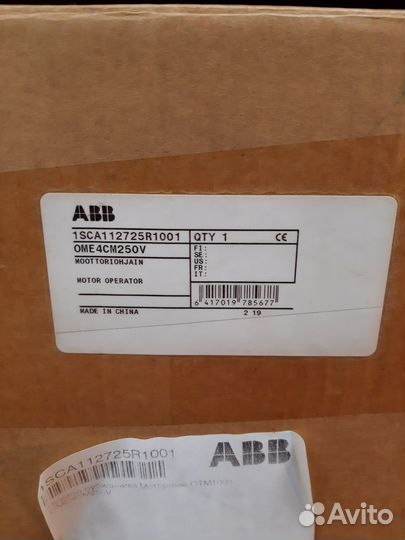 ABB
1SCA112725R1001 QTY 1 CE
OME4CM250V FI:
MOOTTORIOHJAIN SE:
US:
FR:
MOTOR OPERATOR IT:
6 417019 785677
MADE IN CHINA 2 19
1SCA112725R1001 ABB
Avito